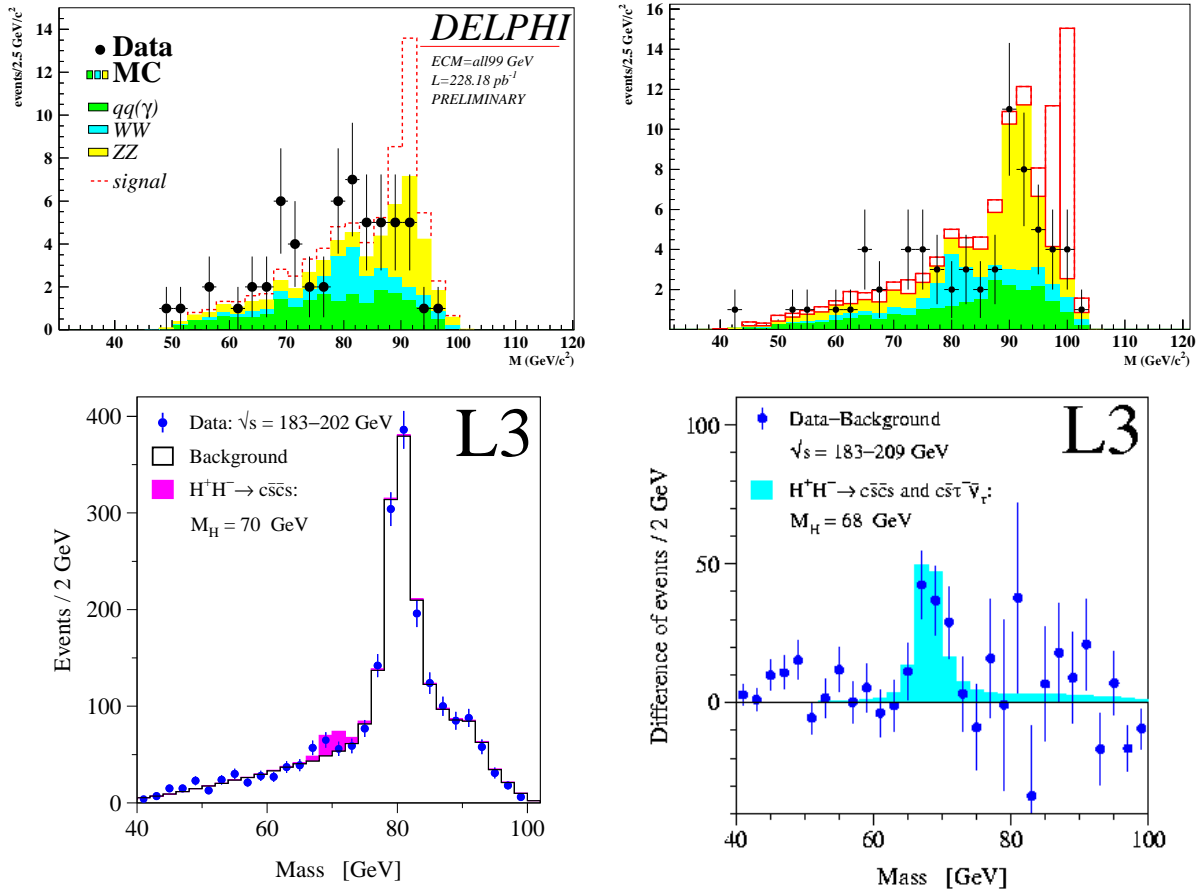 events/2.5 GeV/c²
14
12
10
8
6
4
2
0
Data
MC
qq(γ)
WW
ZZ
signal
DELPHI
ECM=all99 GeV
L=228.18 pb⁻¹
PRELIMINARY
40 50 60 70 80 90 100 110 120
M (GeV/c²)
events/2.5 GeV/c²
16
14
12
10
8
6
4
2
0
40 50 60 70 80 90 100 110 120
M (GeV/c²)
Events / 2 GeV
400
300
200
100
0
Data: √s = 183–202 GeV
Background
H⁺H⁻→ cs̄c̄s:
M_H = 70 GeV
L3
40 60 80 100
Mass [GeV]
Difference of events / 2 GeV
100
50
0
Data–Background
√s = 183–209 GeV
H⁺H⁻→ cs̄c̄s and cs̄τ⁻ν̄_τ:
M_H = 68 GeV
L3
40 60 80 100
Mass [GeV]